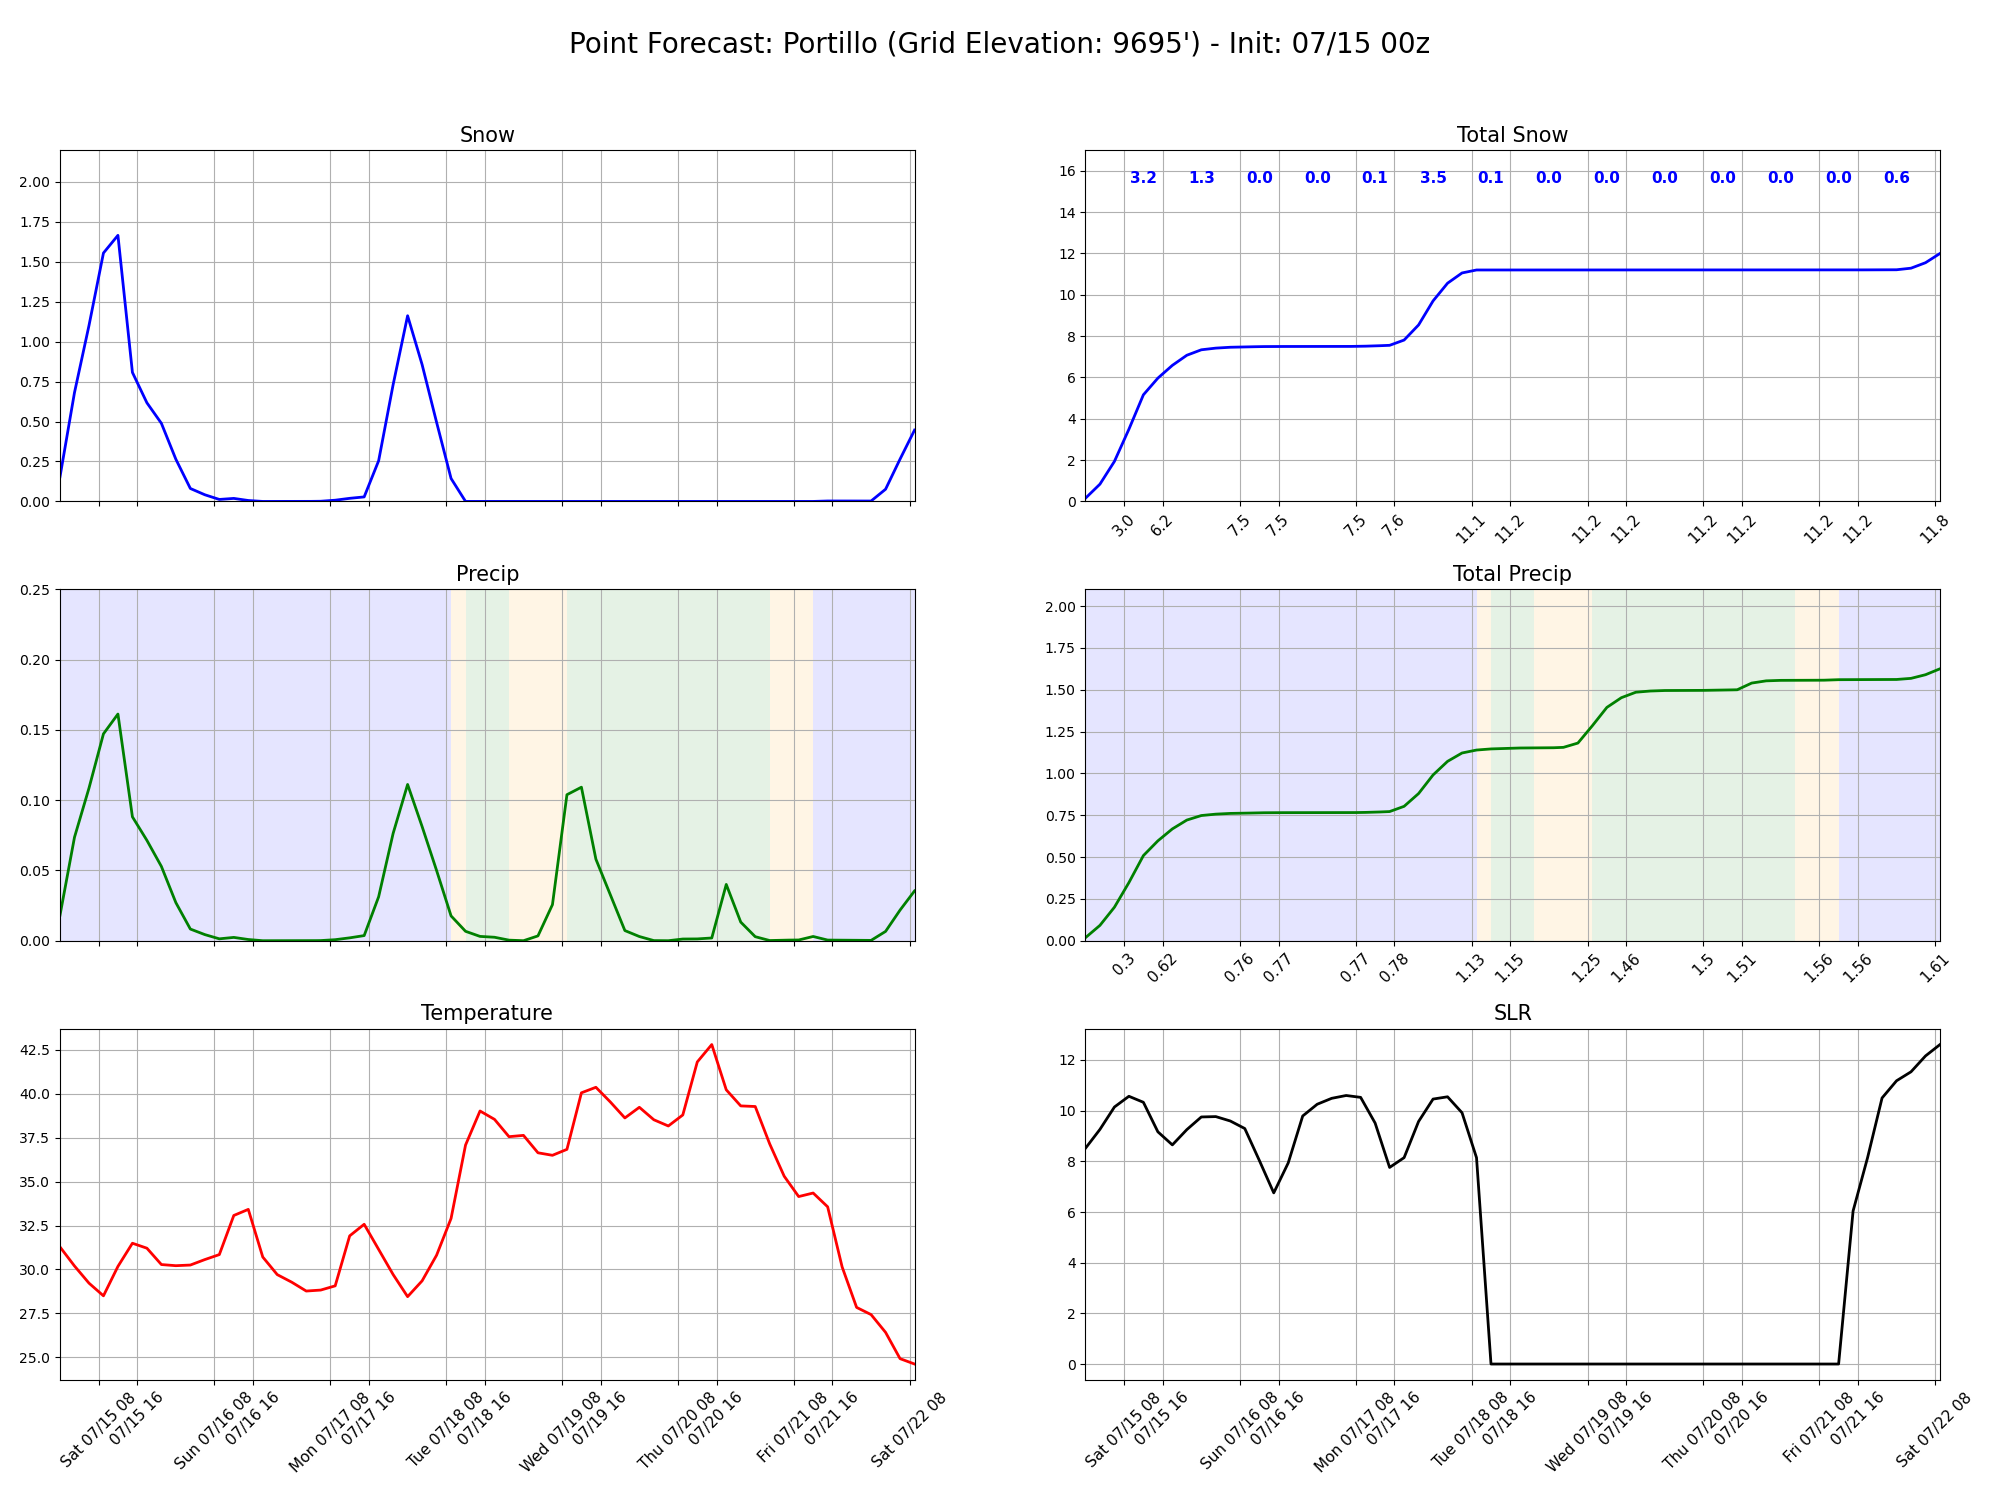 Point Forecast: Portillo (Grid Elevation: 9695') - Init: 07/15 00z
Snow
2.00
1.75
1.50
1.25
1.00
0.75
0.50
0.25
0.00
Total Snow
3.2 1.3 0.0 0.0 0.1 3.5 0.1 0.0 0.0 0.0 0.0 0.0 0.0 0.6
16
14
12
10
8
6
4
2
0
3.0 6.2 7.5 7.5 7.5 7.6 11.1 11.2 11.2 11.2 11.2 11.2 11.2 11.2 11.8
Precip
0.25
0.20
0.15
0.10
0.05
0.00
Total Precip
2.00
1.75
1.50
1.25
1.00
0.75
0.50
0.25
0.00
0.3 0.62 0.76 0.77 0.77 0.78 1.13 1.15 1.25 1.46 1.5 1.51 1.56 1.56 1.61
Temperature
42.5
40.0
37.5
35.0
32.5
30.0
27.5
25.0
Sat 07/15 08
07/15 16
Sun 07/16 08
07/16 16
Mon 07/17 08
07/17 16
Tue 07/18 08
07/18 16
Wed 07/19 08
07/19 16
Thu 07/20 08
07/20 16
Fri 07/21 08
07/21 16
Sat 07/22 08
SLR
12
10
8
6
4
2
0
Sat 07/15 08
07/15 16
Sun 07/16 08
07/16 16
Mon 07/17 08
07/17 16
Tue 07/18 08
07/18 16
Wed 07/19 08
07/19 16
Thu 07/20 08
07/20 16
Fri 07/21 08
07/21 16
Sat 07/22 08